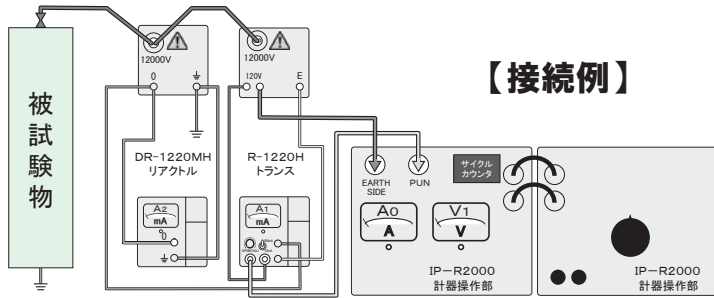 【接続例】
12000V
12000V
0
120V
E
被試験物
DR-1220MH
リアクトル
R-1220H
トランス
EARTH
SIDE
PUN
サイクル
カウンタ
A2
mA
0
A1
mA
A0
A
V1
V
IP-R2000
計器操作部
IP-R2000
計器操作部